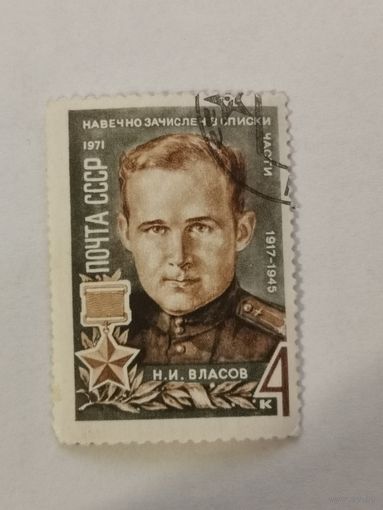 НАВЕЧНО ЗАЧИСЛЕН В СПИСКИ
ЧАСТИ
1971
ПОЧТА СССР
1917-1945
Н.И. ВЛАСОВ
4
К